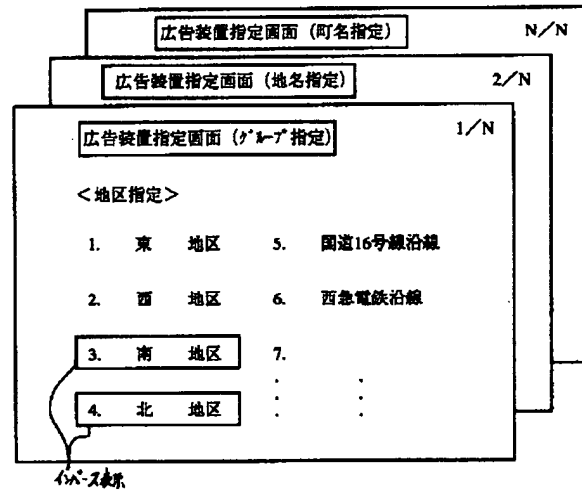 広告装置指定画面（町名指定） N／N
広告装置指定画面（地名指定） 2／N
広告装置指定画面（グループ指定） 1／N
＜地区指定＞
1. 東 地区 5. 国道16号線沿線
2. 西 地区 6. 西急電鉄沿線
3. 南 地区 7.
4. 北 地区
インバース表示